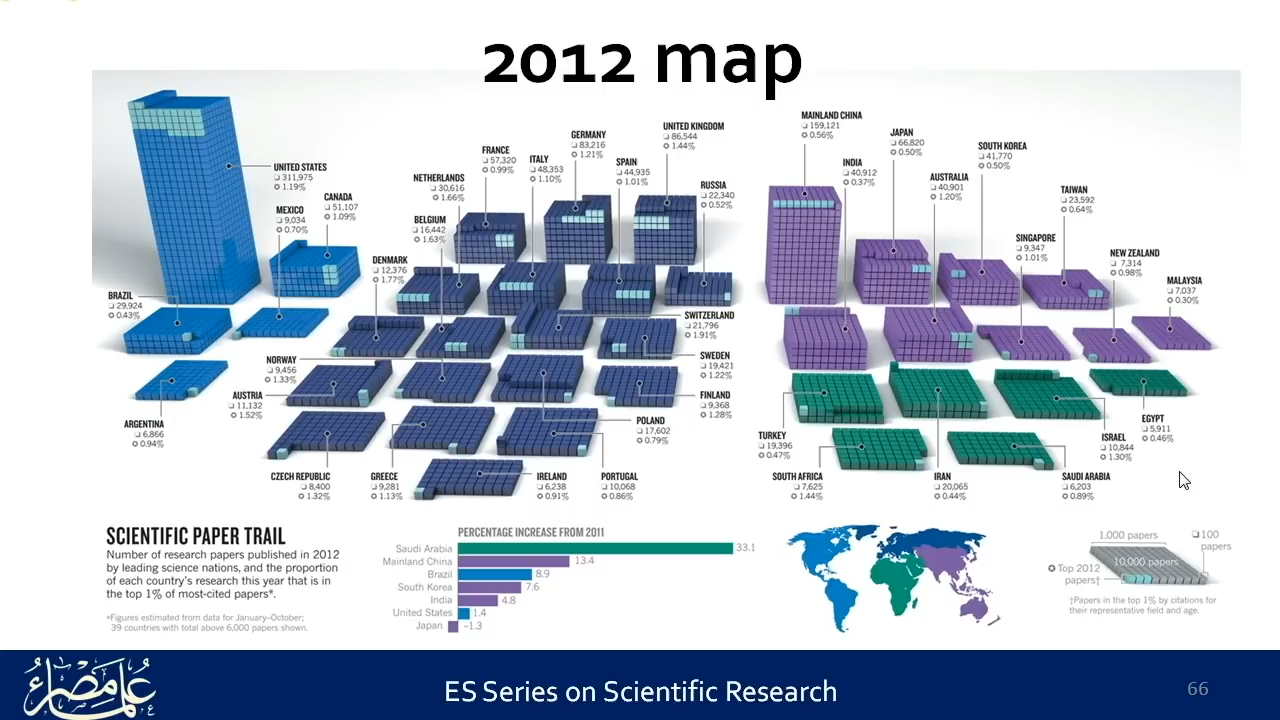 2012 map
UNITED STATES
311,975
1.19%
CANADA
51,107
1.09%
MEXICO
9,034
0.70%
BRAZIL
29,924
0.43%
ARGENTINA
6,866
0.94%
FRANCE
57,320
0.99%
ITALY
48,353
1.10%
GERMANY
83,216
1.21%
SPAIN
44,935
1.01%
UNITED KINGDOM
86,544
1.44%
RUSSIA
22,340
0.52%
NETHERLANDS
30,616
1.66%
BELGIUM
16,442
1.63%
DENMARK
12,376
1.77%
SWITZERLAND
21,796
1.91%
SWEDEN
19,421
1.22%
FINLAND
9,368
1.28%
NORWAY
9,456
1.33%
AUSTRIA
11,132
1.52%
POLAND
17,602
0.79%
CZECH REPUBLIC
8,400
1.32%
GREECE
9,281
1.13%
IRELAND
6,238
0.91%
PORTUGAL
10,068
0.86%
MAINLAND CHINA
159,121
0.56%
JAPAN
66,820
0.50%
SOUTH KOREA
41,770
0.50%
INDIA
40,912
0.37%
AUSTRALIA
40,901
1.20%
TAIWAN
23,592
0.64%
SINGAPORE
9,347
1.01%
NEW ZEALAND
7,314
0.98%
MALAYSIA
7,037
0.30%
TURKEY
19,396
0.47%
SOUTH AFRICA
7,625
1.44%
IRAN
20,065
0.44%
ISRAEL
10,844
1.30%
EGYPT
5,911
0.46%
SAUDI ARABIA
6,203
0.89%
SCIENTIFIC PAPER TRAIL
Number of research papers published in 2012
by leading science nations, and the proportion
of each country's research this year that is in
the top 1% of most-cited papers*.
*Figures estimated from data for January–October;
39 countries with total above 6,000 papers shown.
PERCENTAGE INCREASE FROM 2011
Saudi Arabia 33.1
Mainland China 13.4
Brazil 8.9
South Korea 7.6
India 4.8
United States 1.4
Japan –1.3
1,000 papers
100
papers
10,000 papers
Top 2012
papers†
†Papers in the top 1% by citations for
their representative field and age.
علماء مصر
ES Series on Scientific Research
66